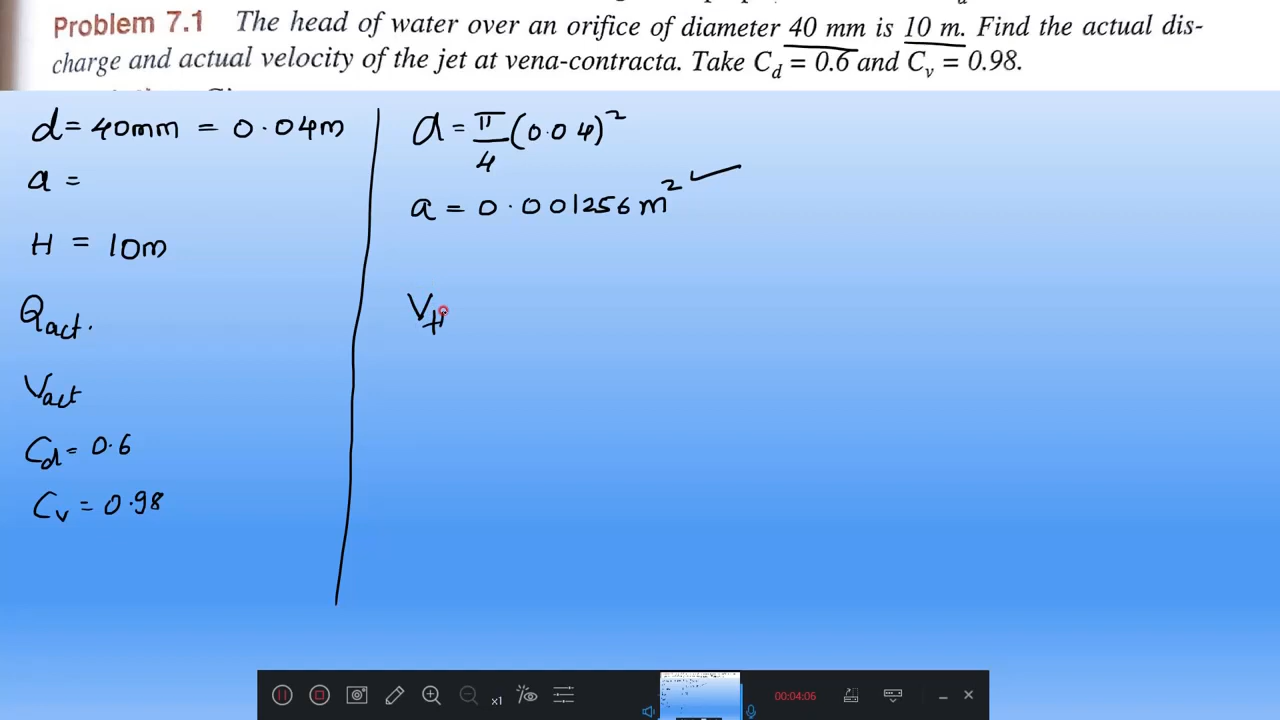 Problem 7.1 The head of water over an orifice of diameter 40 mm is 10 m. Find the actual dis-
charge and actual velocity of the jet at vena-contracta. Take Cd = 0.6 and Cv = 0.98.
d = 40mm = 0.04m
a =
H = 10m
Qact.
Vact
Cd = 0.6
Cv = 0.98
a = π/4 (0.04)²
a = 0.001256 m²
Vth
x1
00:04:06